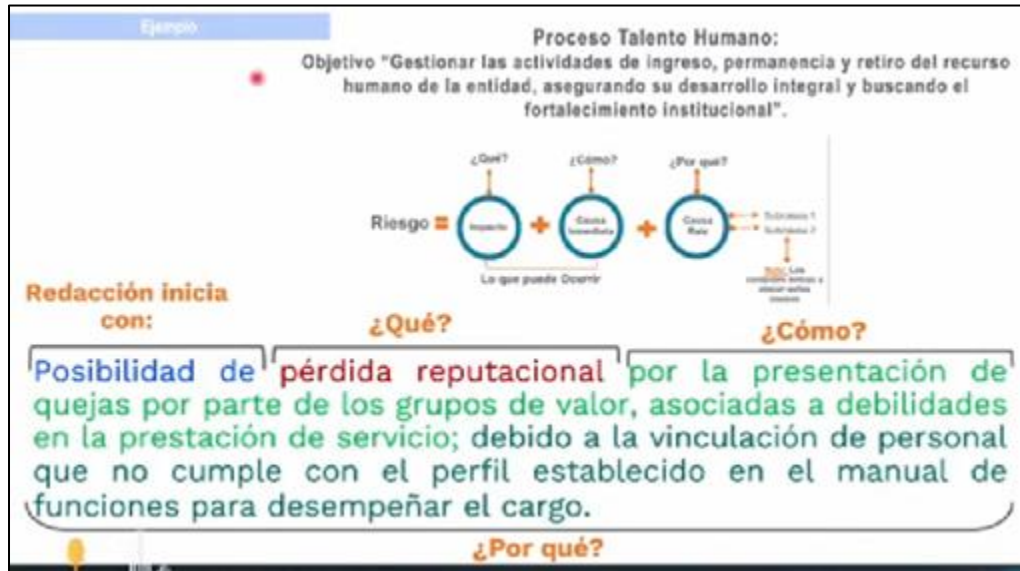 Ejemplo
Proceso Talento Humano:
Objetivo "Gestionar las actividades de ingreso, permanencia y retiro del recurso
humano de la entidad, asegurando su desarrollo integral y buscando el
fortalecimiento institucional".
¿Qué? ¿Cómo? ¿Por qué?
Riesgo = Impacto + Causa Inmediata + Causa Raíz
Subcausa 1
Subcausa 2
Lo que puede Ocurrir
Redacción inicia
con:
¿Qué?
¿Cómo?
Posibilidad de pérdida reputacional por la presentación de
quejas por parte de los grupos de valor, asociadas a debilidades
en la prestación de servicio; debido a la vinculación de personal
que no cumple con el perfil establecido en el manual de
funciones para desempeñar el cargo.
¿Por qué?